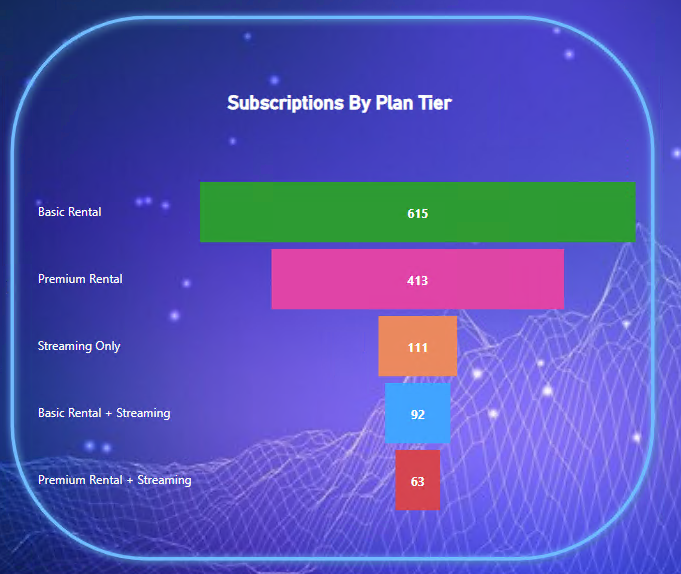 Subscriptions By Plan Tier
Basic Rental 615
Premium Rental 413
Streaming Only 111
Basic Rental + Streaming 92
Premium Rental + Streaming 63